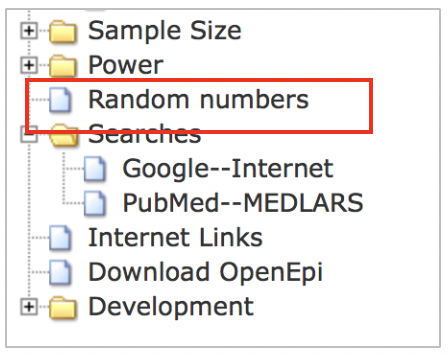 Sample Size
Power
Random numbers
Searches
Google--Internet
PubMed--MEDLARS
Internet Links
Download OpenEpi
Development